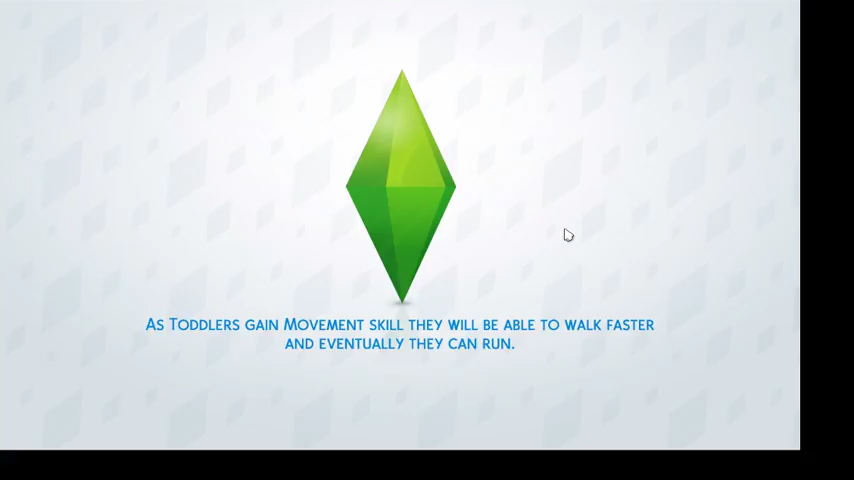 As Toddlers gain Movement skill they will be able to walk faster
and eventually they can run.